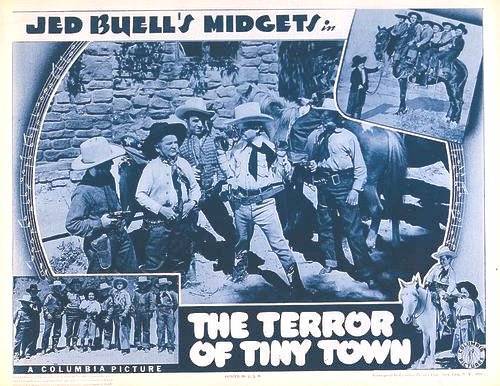 JED BUELL'S MIDGETS in
THE TERROR
OF TINY TOWN
A COLUMBIA PICTURE